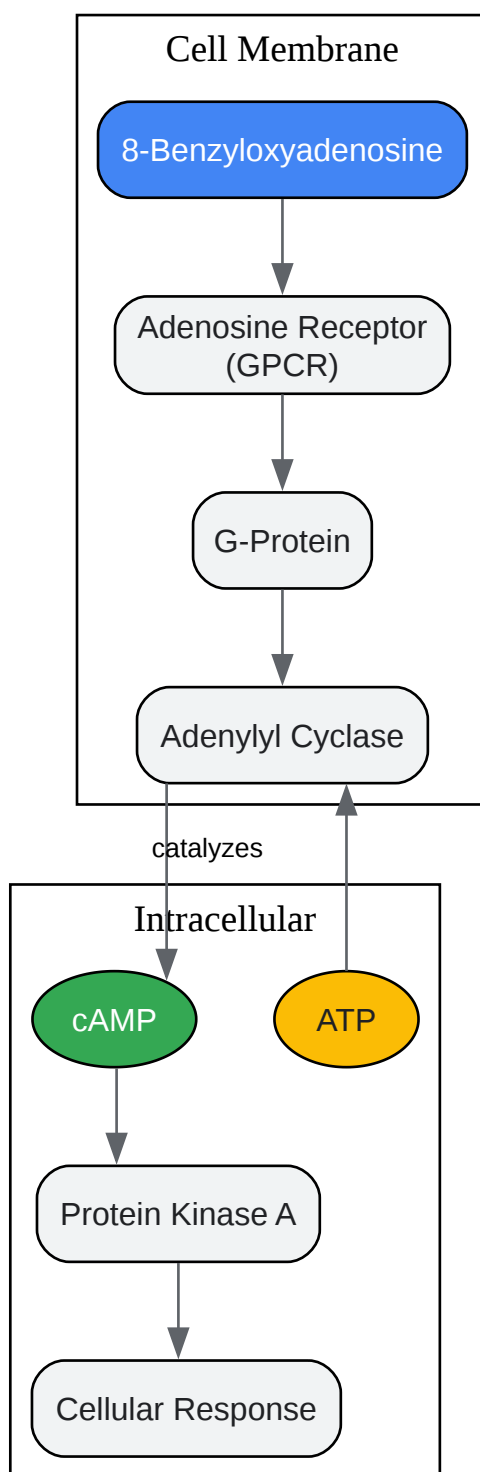 Cell Membrane
8-Benzyloxyadenosine
Adenosine Receptor
(GPCR)
G-Protein
Adenylyl Cyclase
catalyzes
Intracellular
cAMP
ATP
Protein Kinase A
Cellular Response